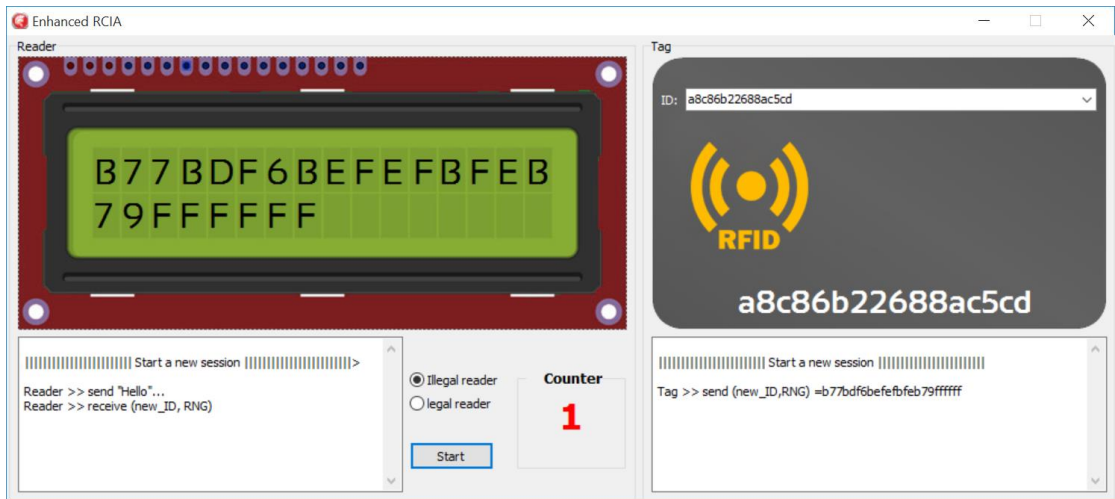 Enhanced RCIA
Reader
B77BDF6BEFEFBFEB
79FFFFFF
|||||||||||||||||||||||| Start a new session ||||||||||||||||||||||||>
Reader >> send "Hello"...
Reader >> receive (new_ID, RNG)
Illegal reader
legal reader
Start
Counter
1
Tag
ID: a8c86b22688ac5cd
RFID
a8c86b22688ac5cd
|||||||||||||||||||||||| Start a new session ||||||||||||||||||||||||
Tag >> send (new_ID,RNG) =b77bdf6befefbfeb79ffffff